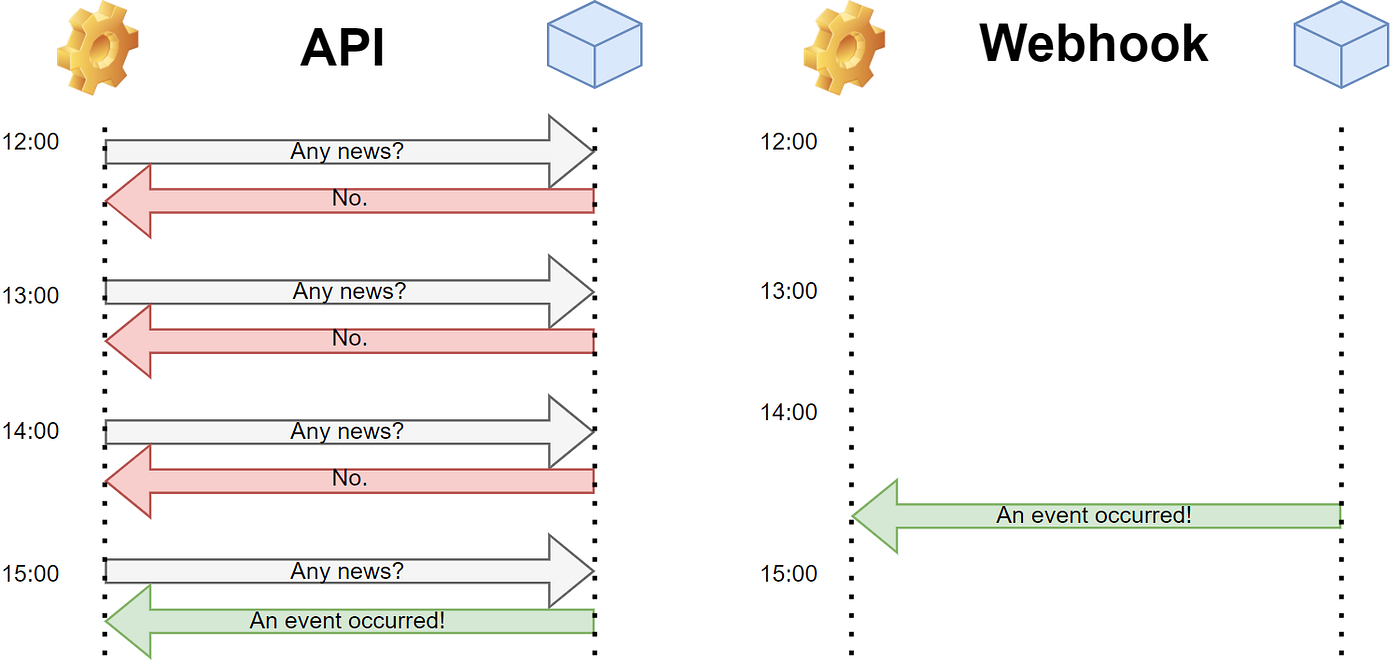 API
12:00
Any news?
No.
13:00
Any news?
No.
14:00
Any news?
No.
15:00
Any news?
An event occurred!
Webhook
12:00
13:00
14:00
An event occurred!
15:00